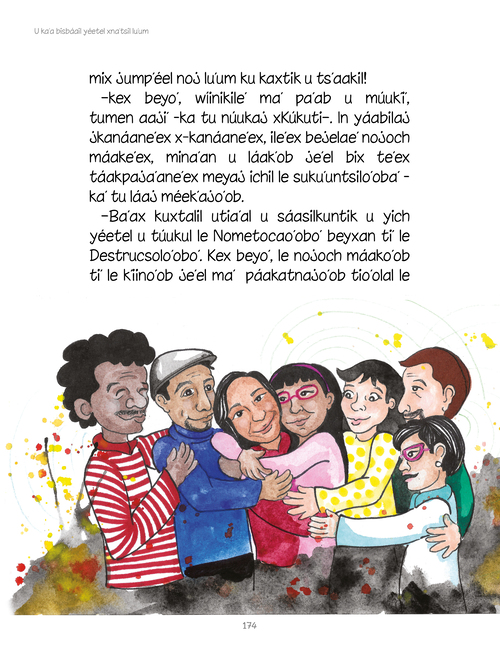 U ka'a bisbáail yéetel xna'tsil lu'um
mix jump'éel noj lu'um ku kaxtik u ts'aakil!
–kex beyo', wíinikile' ma' pa'ab u múuk'i',
tumen aaji' -ka tu núukaj xKúkuti–. In yáabilaj
jkanáane'ex x-kanáane'ex, ile'ex bejelae' nojoch
máake'ex, mina'an u láak'ob je'el bix te'ex
táakpaja'ane'ex meyaj ichil le suku'untsilo'oba' -
ka' tu láaj méek'ajo'ob.
–Ba'ax kuxtalil utia'al u sáasilkuntik u yich
yéetel u túukul le Nometocao'obo' beyxan ti' le
Destrucsolo'obo'. Kex beyo', le nojoch máako'ob
ti' le k'iino'ob je'el ma' páakatnajo'ob tio'olal le
174